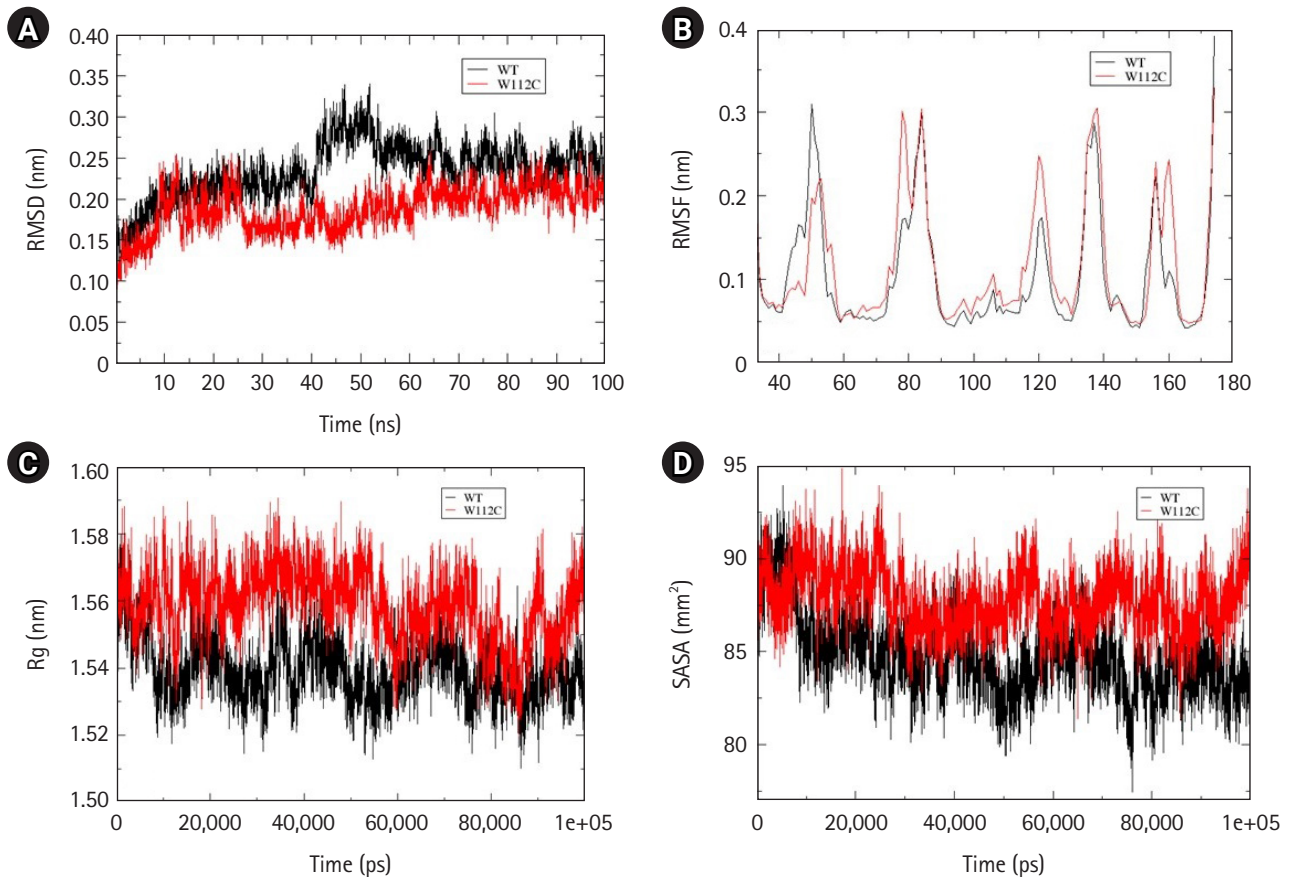 A
0.40
0.35
0.30
0.25
0.20
0.15
0.10
0.05
0
RMSD (nm)
WT
W112C
10 20 30 40 50 60 70 80 90 100
Time (ns)
B
0.4
0.3
0.2
0.1
0
RMSF (nm)
WT
W112C
40 60 80 100 120 140 160 180
C
1.60
1.58
1.56
1.54
1.52
1.50
Rg (nm)
WT
W112C
0 20,000 40,000 60,000 80,000 1e+05
Time (ps)
D
95
90
85
80
SASA (mm²)
WT
W112C
0 20,000 40,000 60,000 80,000 1e+05
Time (ps)